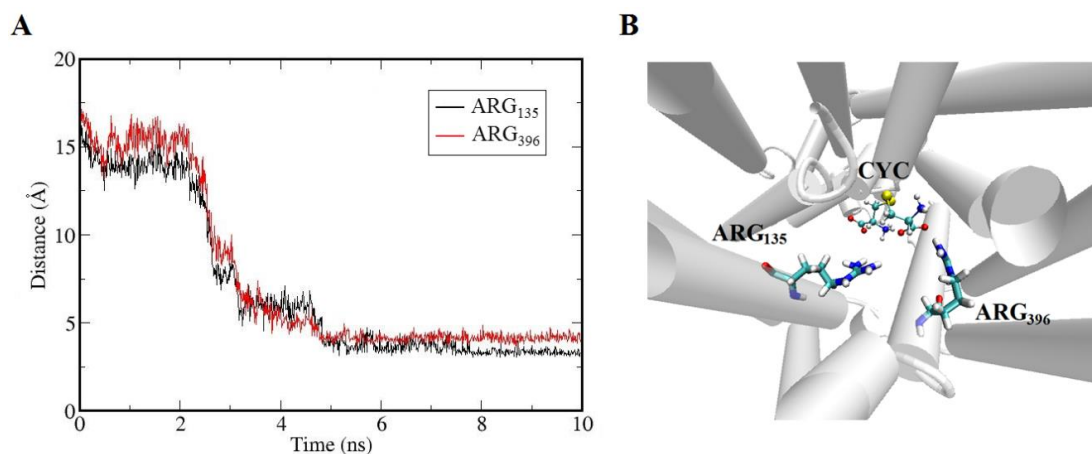 A
B
20
15
10
5
0
Distance (Å)
0 2 4 6 8 10
Time (ns)
ARG₁₃₅
ARG₃₉₆
CYC
ARG₁₃₅
ARG₃₉₆